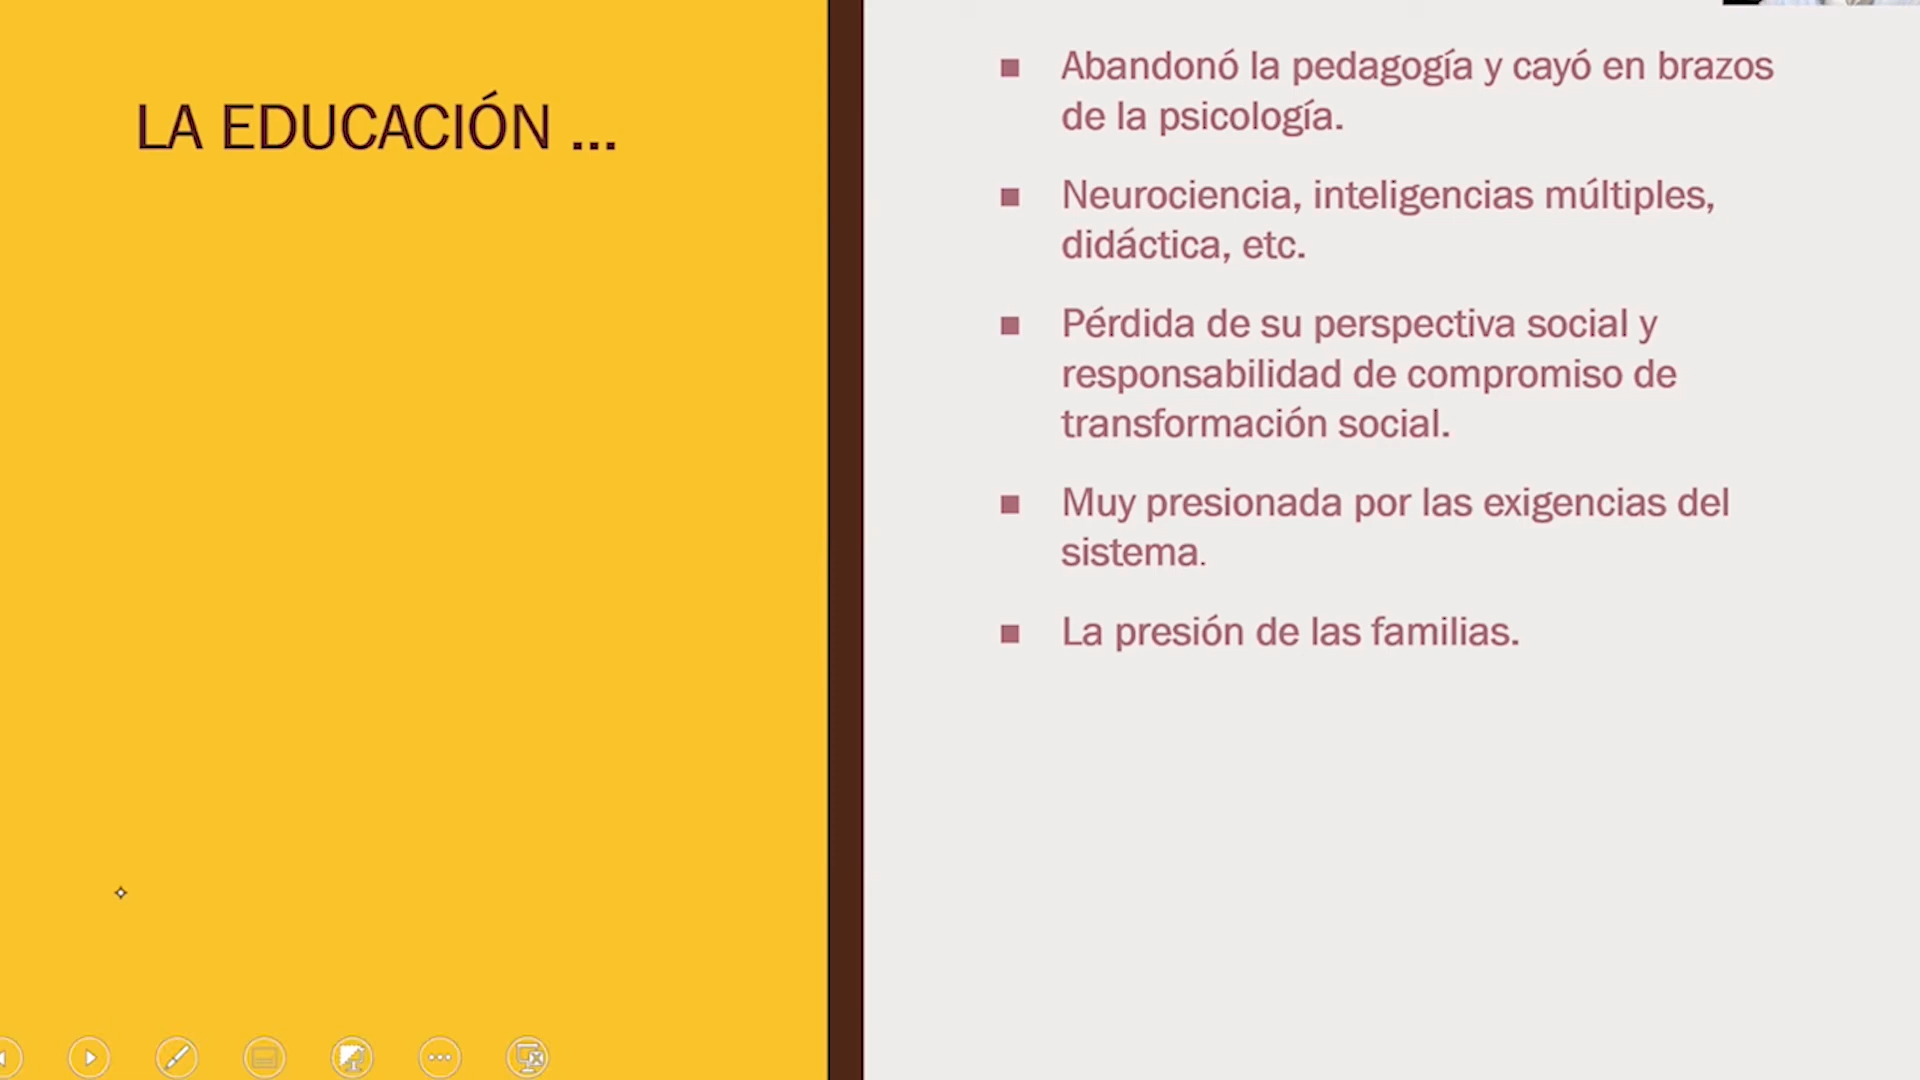 LA EDUCACIÓN ...
Abandonó la pedagogía y cayó en brazos
de la psicología.
Neurociencia, inteligencias múltiples,
didáctica, etc.
Pérdida de su perspectiva social y
responsabilidad de compromiso de
transformación social.
Muy presionada por las exigencias del
sistema.
La presión de las familias.